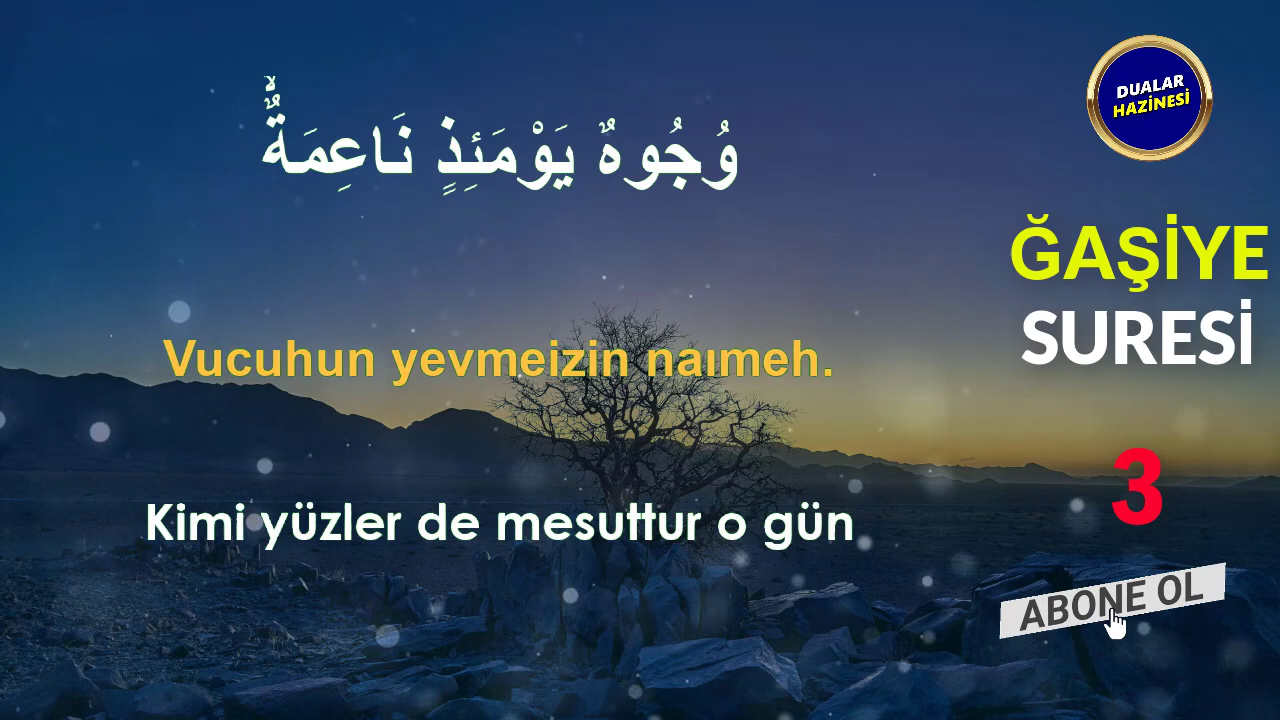 وُجُوهٌ يَوْمَئِذٍ نَاعِمَةٌۙ
Vucuhun yevmeizin naımeh.
Kimi yüzler de mesuttur o gün
DUALAR
HAZİNESİ
ĞAŞİYE
SURESİ
3
ABONE OL